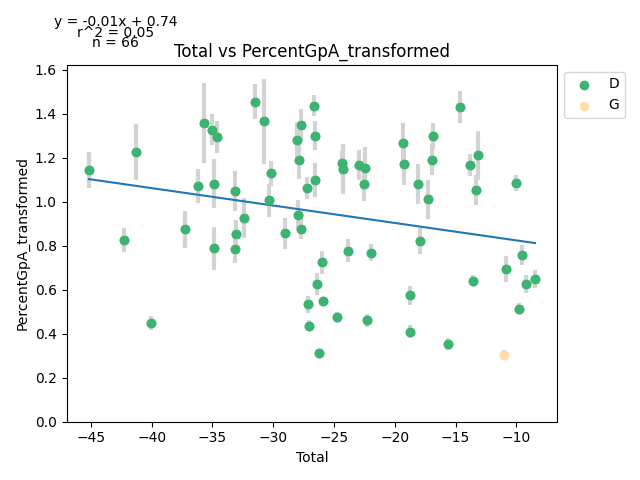 y = -0.01x + 0.74
r^2 = 0.05
n = 66
Total vs PercentGpA_transformed
D
G
PercentGpA_transformed
1.6
1.4
1.2
1.0
0.8
0.6
0.4
0.2
0.0
−45 −40 −35 −30 −25 −20 −15 −10
Total